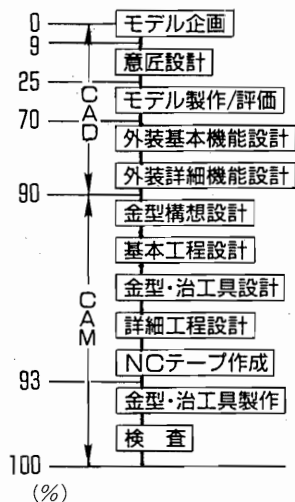 0
モデル企画
9
意匠設計
25
モデル製作/評価
70
外装基本機能設計
外装詳細機能設計
CAD
90
金型構想設計
基本工程設計
金型・治工具設計
CAM
詳細工程設計
NCテープ作成
93
金型・治工具製作
検 査
100
(%)